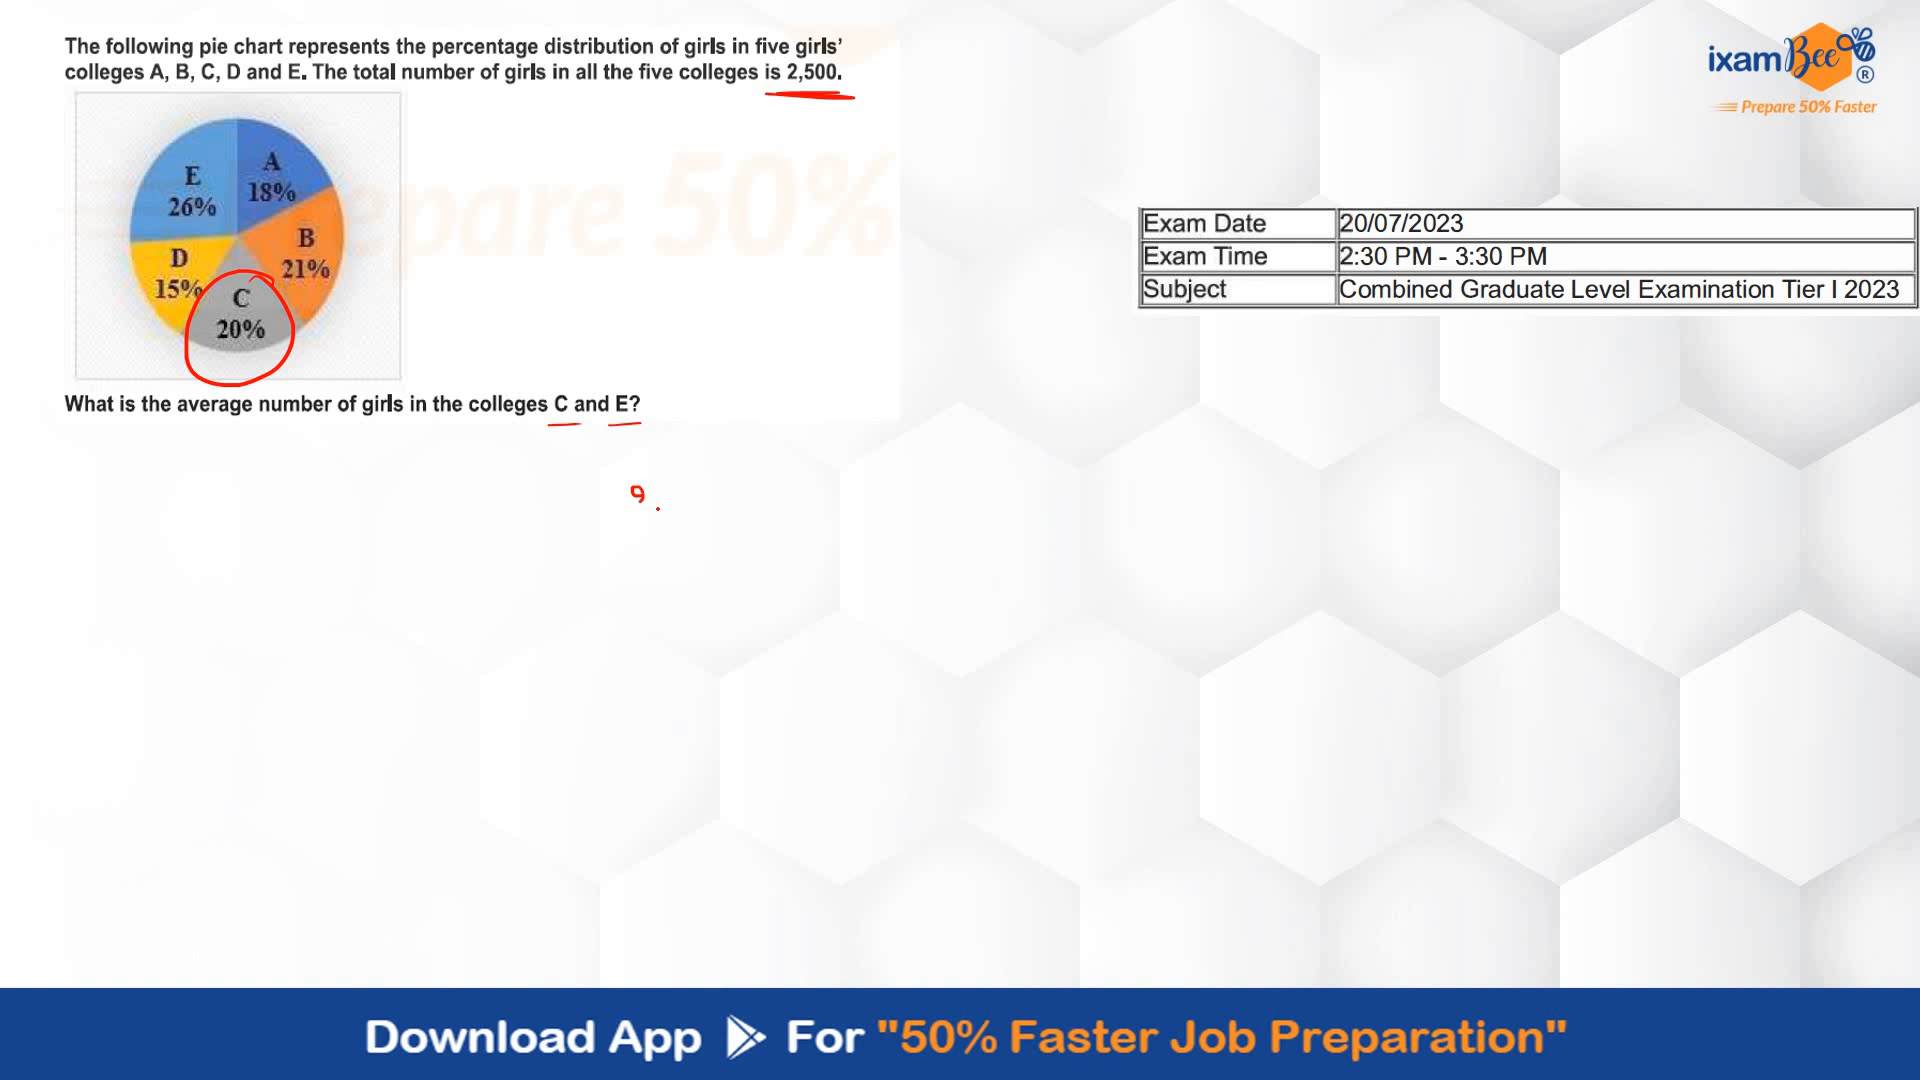 The following pie chart represents the percentage distribution of girls in five girls’
colleges A, B, C, D and E. The total number of girls in all the five colleges is 2,500.
ixamBee
®
Prepare 50% Faster
E
26%
A
18%
B
21%
D
15%
C
20%
epare 50%
Exam Date 20/07/2023
Exam Time 2:30 PM - 3:30 PM
Subject Combined Graduate Level Examination Tier I 2023
What is the average number of girls in the colleges C and E?
9.
Download App For "50% Faster Job Preparation"